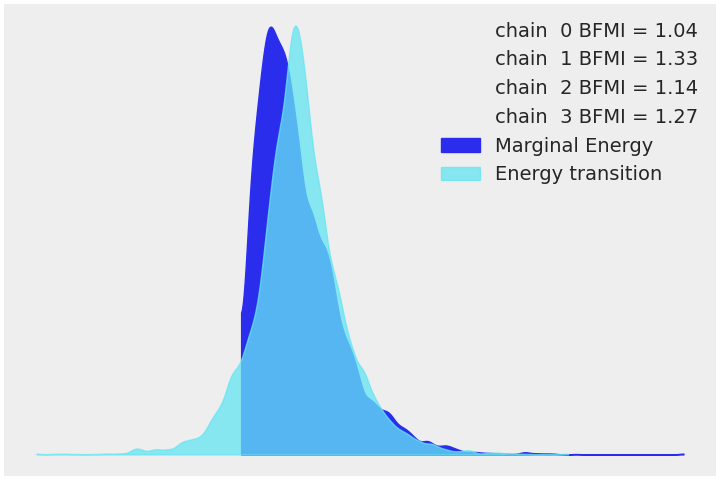 chain  0 BFMI = 1.04
chain  1 BFMI = 1.33
chain  2 BFMI = 1.14
chain  3 BFMI = 1.27
Marginal Energy
Energy transition